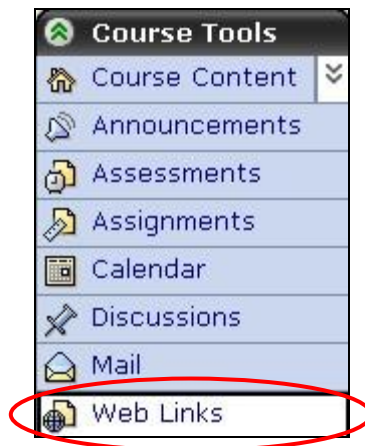 Course Tools
Course Content
Announcements
Assessments
Assignments
Calendar
Discussions
Mail
Web Links